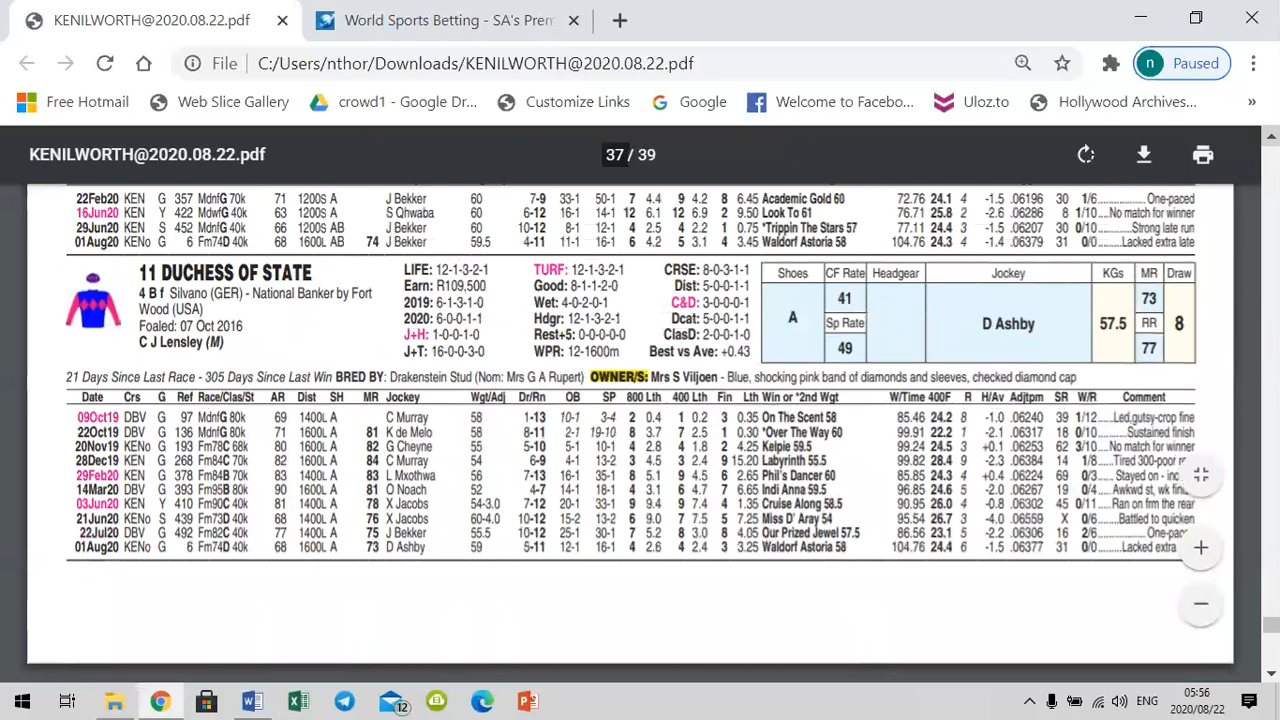 KENILWORTH@2020.08.22.pdf
World Sports Betting - SA's Prem
File C:/Users/nthor/Downloads/KENILWORTH@2020.08.22.pdf
n Paused
Free Hotmail Web Slice Gallery crowd1 - Google Dr... Customize Links Google Welcome to Facebo... Uloz.to Hollywood Archives... »
KENILWORTH@2020.08.22.pdf 37 / 39
22Feb20 KEN G 357 MdnfG 70k 71 1200S A J Bekker 60 7-9 33-1 50-1 7 4.4 9 4.2 8 6.45 Academic Gold 60 72.76 24.1 4 -1.5 .06196 30 1/6 ........One-paced
16Jun20 KEN Y 422 MdwfG 40k 63 1200S A S Qhwaba 60 6-12 16-1 14-1 12 6.1 12 6.9 2 9.50 Look To 61 76.71 25.8 2 -2.6 .06286 8 1/10 ..No match for winner
29Jun20 KEN S 452 MdwfG 40k 66 1200S AB J Bekker 60 10-12 8-1 12-1 4 2.5 4 2.2 1 0.75 *Trippin The Stars 57 77.11 24.4 3 -1.5 .06207 30 0/10 ........Strong late run
01Aug20 KENo G 6 Fm74D 40k 68 1600L AB 74 J Bekker 59.5 4-11 11-1 16-1 6 4.2 5 3.1 4 3.45 Waldorf Astoria 58 104.76 24.3 4 -1.4 .06379 31 0/0 ....Lacked extra late
11 DUCHESS OF STATE
4 B f Silvano (GER) - National Banker by Fort
Wood (USA)
Foaled: 07 Oct 2016
C J Lensley (M)
LIFE: 12-1-3-2-1 TURF: 12-1-3-2-1 CRSE: 8-0-3-1-1
Earn: R109,500 Good: 8-1-1-2-0 Dist: 5-0-0-1-1
2019: 6-1-3-1-0 Wet: 4-0-2-0-1 C&D: 3-0-0-0-1
2020: 6-0-0-1-1 Hdgr: 12-1-3-2-1 Dcat: 5-0-0-1-1
J+H: 1-0-0-1-0 Rest+5: 0-0-0-0-0 ClasD: 2-0-0-1-0
J+T: 16-0-0-3-0 WPR: 12-1600m Best vs Ave: +0.43
Shoes CF Rate Headgear Jockey KGs MR Draw
A 41 D Ashby 57.5 73 8
Sp Rate RR
49 77
21 Days Since Last Race - 305 Days Since Last Win BRED BY: Drakenstein Stud (Nom: Mrs G A Rupert) OWNER/S: Mrs S Viljoen - Blue, shocking pink band of diamonds and sleeves, checked diamond cap
Date Crs G Ref Race/Clas/St AR Dist SH MR Jockey Wgt/Adj Dr/Rn OB SP 800 Lth 400 Lth Fin Lth Win or *2nd Wgt W/Time 400F R H/Av Adjtpm SR W/R Comment
09Oct19 DBV G 97 MdnfG 80k 69 1400L A C Murray 58 1-13 10-1 3-4 2 0.4 1 0.2 3 0.35 On The Scent 58 85.46 24.2 8 -1.0 .06240 39 1/12 ..Led,gutsy-crop fine
22Oct19 DBV G 136 MdnfG 80k 71 1600L A 81 K de Melo 58 8-11 2-1 19-10 8 3.7 7 2.5 1 0.30 *Over The Way 60 99.91 22.2 1 -2.1 .06317 18 0/10 ........Sustained finish
20Nov19 KENo G 193 Fm78C 68k 80 1600L A 82 G Cheyne 55 5-10 5-1 10-1 4 2.8 4 1.8 2 4.25 Kelpie 59.5 99.24 24.5 3 +0.1 .06253 62 3/10 ..No match for winner
28Dec19 KEN G 268 Fm84C 70k 82 1600L A 84 C Murray 54 6-9 4-1 13-2 3 4.5 3 2.4 9 15.20 Labyrinth 55.5 99.82 28.4 9 -2.3 .06384 14 1/8 ...Tired 300-poor r
29Feb20 KEN G 378 Fm84B 70k 83 1400L A 83 L Mxothwa 56 7-13 16-1 35-1 8 5.1 9 4.5 6 2.65 Phil's Dancer 60 85.85 24.3 4 +0.4 .06224 69 0/3 ....Stayed on - in
14Mar20 DBV G 393 Fm95B 80k 90 1600L A 81 O Noach 52 4-7 14-1 18-1 4 3.1 6 4.7 7 6.65 Indi Anna 59.5 96.85 24.6 5 -2.0 .06267 19 0/4 ...Awkwd st, wk fin
03Jun20 KEN Y 410 Fm90C 40k 81 1400L A 78 X Jacobs 54-3.0 7-12 20-1 33-1 9 9.4 9 7.4 4 1.35 Cruise Along 58.5 90.95 26.0 4 -0.8 .06302 45 0/11 ....Ran on frm the rear
21Jun20 KENo S 439 Fm73D 40k 68 1400L A 76 X Jacobs 60-4.0 10-12 15-2 13-2 6 9.0 7 7.5 5 7.25 Miss D' Aray 54 95.54 26.7 3 -4.0 .06559 X 0/6 ......Battled to quicken
22Jul20 DBV G 492 Fm82C 40k 77 1400L A 75 J Bekker 55.5 10-12 25-1 30-1 7 5.2 8 3.0 8 4.05 Our Prized Jewel 57.5 86.56 23.1 5 -2.2 .06306 16 2/6 ..............One-pace
01Aug20 KENo G 6 Fm74D 40k 68 1600L A 73 D Ashby 59 5-11 12-1 16-1 4 2.6 4 2.4 3 3.25 Waldorf Astoria 58 104.76 24.4 6 -1.5 .06377 31 0/0 ........Lacked extra
12
ENG
05:56
2020/08/22